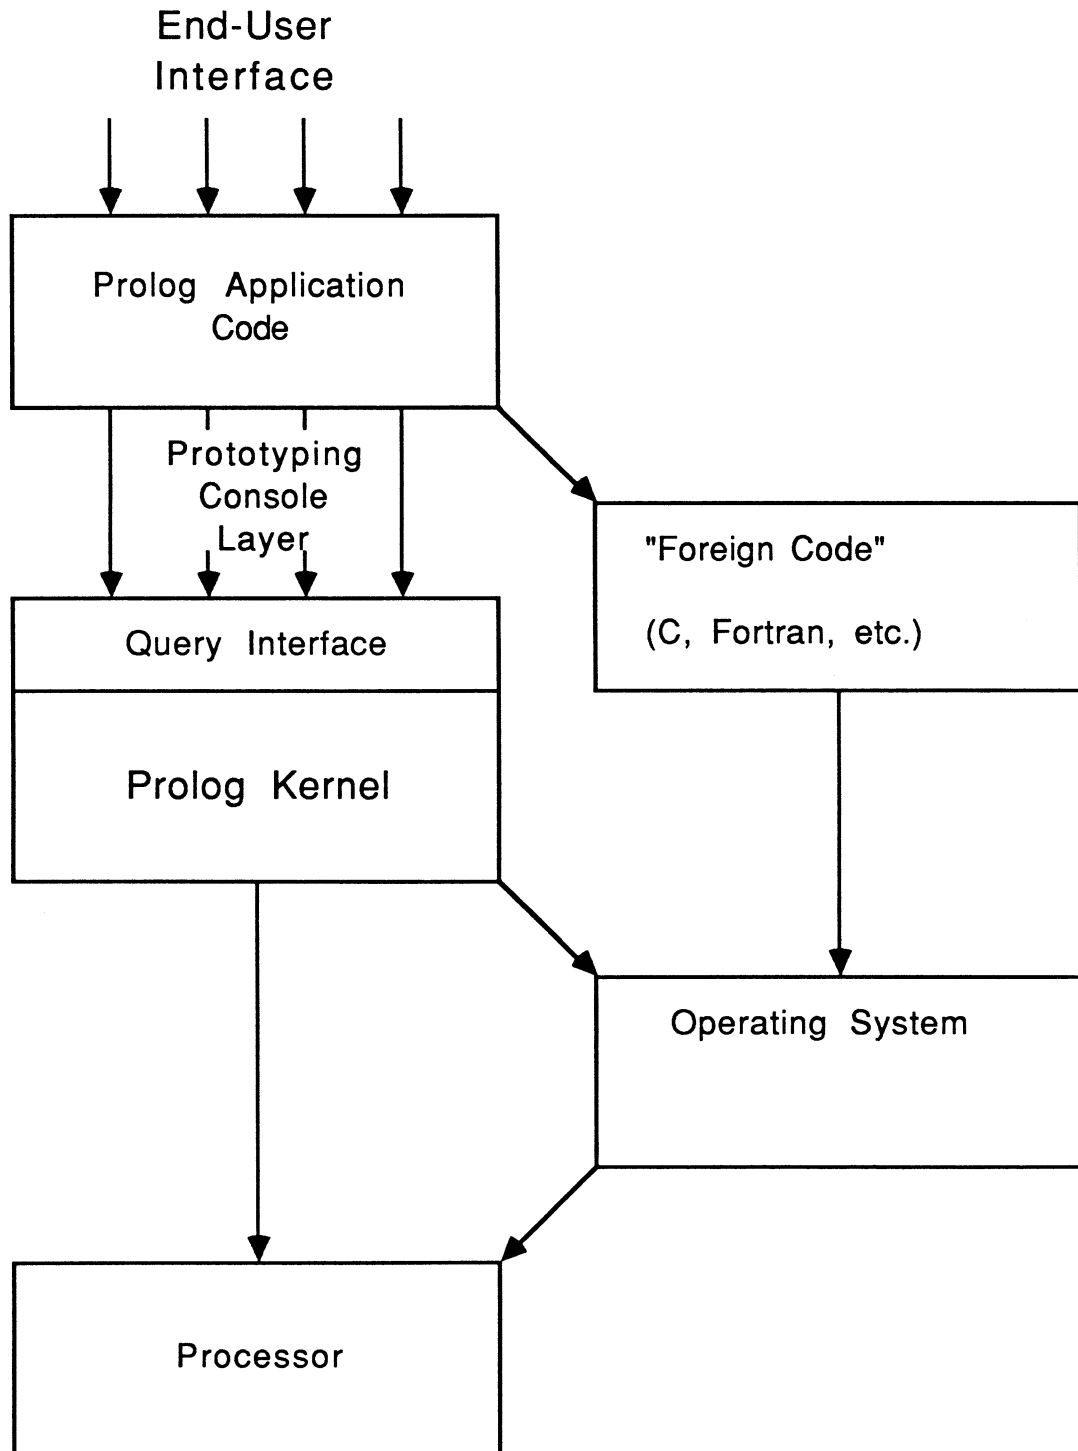 End-User
Interface
Prolog Application
Code
Prototyping
Console
Layer
"Foreign Code"
(C, Fortran, etc.)
Query Interface
Prolog Kernel
Operating System
Processor